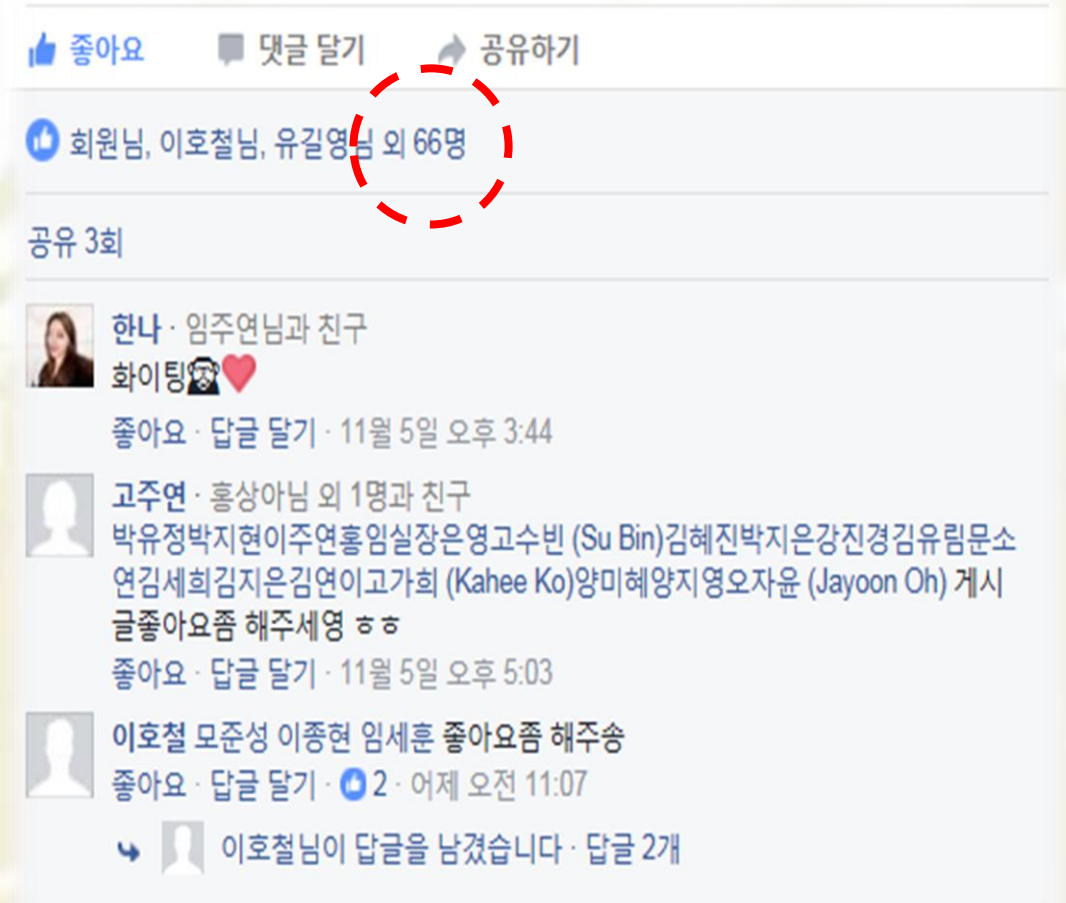 좋아요 댓글 달기 공유하기
회원님, 이호철님, 유길영님 외 66명
공유 3회
한나 · 임주연님과 친구
화이팅
좋아요 · 답글 달기 · 11월 5일 오후 3:44
고주연 · 홍상아님 외 1명과 친구
박유정박지현이주연홍임실장은영고수빈 (Su Bin)김혜진박지은강진경김유림문소
연김세희김지은김연이고가희 (Kahee Ko)양미혜양지영오자윤 (Jayoon Oh) 게시
글좋아요좀 해주세영 ㅎㅎ
좋아요 · 답글 달기 · 11월 5일 오후 5:03
이호철 모준성 이종현 임세훈 좋아요좀 해주송
좋아요 · 답글 달기 · 2 · 어제 오전 11:07
이호철님이 답글을 남겼습니다 · 답글 2개